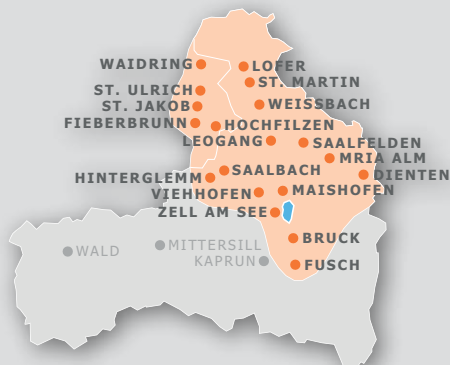 WAIDRING
LOFER
ST. MARTIN
ST. ULRICH
ST. JAKOB
WEISSBACH
FIEBERBRUNN
HOCHFILZEN
LEOGANG
SAALFELDEN
MRIA ALM
SAALBACH
DIENTEN
HINTERGLEMM
VIEHHOFEN
MAISHOFEN
ZELL AM SEE
BRUCK
MITTERSILL
WALD
KAPRUN
FUSCH